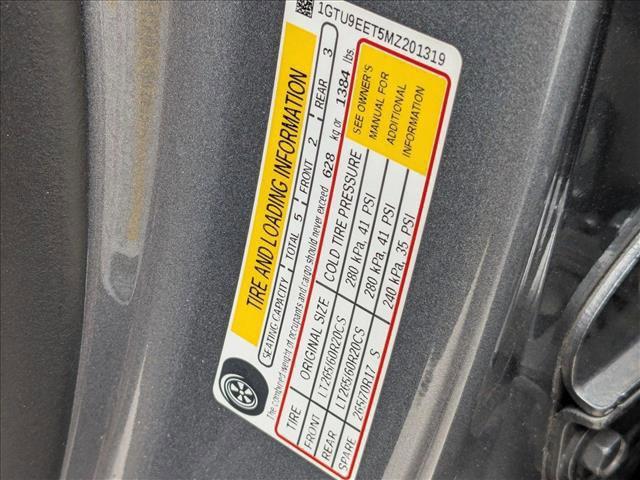 1GTU9EET5MZ201319
TIRE AND LOADING INFORMATION
SEATING CAPACITY TOTAL 5 FRONT 2 REAR 3
The combined weight of occupants and cargo should never exceed 628 kg or 1384 lbs.
TIRE ORIGINAL SIZE COLD TIRE PRESSURE
FRONT LT265/60R20CS 280 kPa, 41 PSI
REAR LT265/60R20CS 280 kPa, 41 PSI
SPARE 265/70R17 S 240 kPa, 35 PSI
SEE OWNER'S
MANUAL FOR
ADDITIONAL
INFORMATION